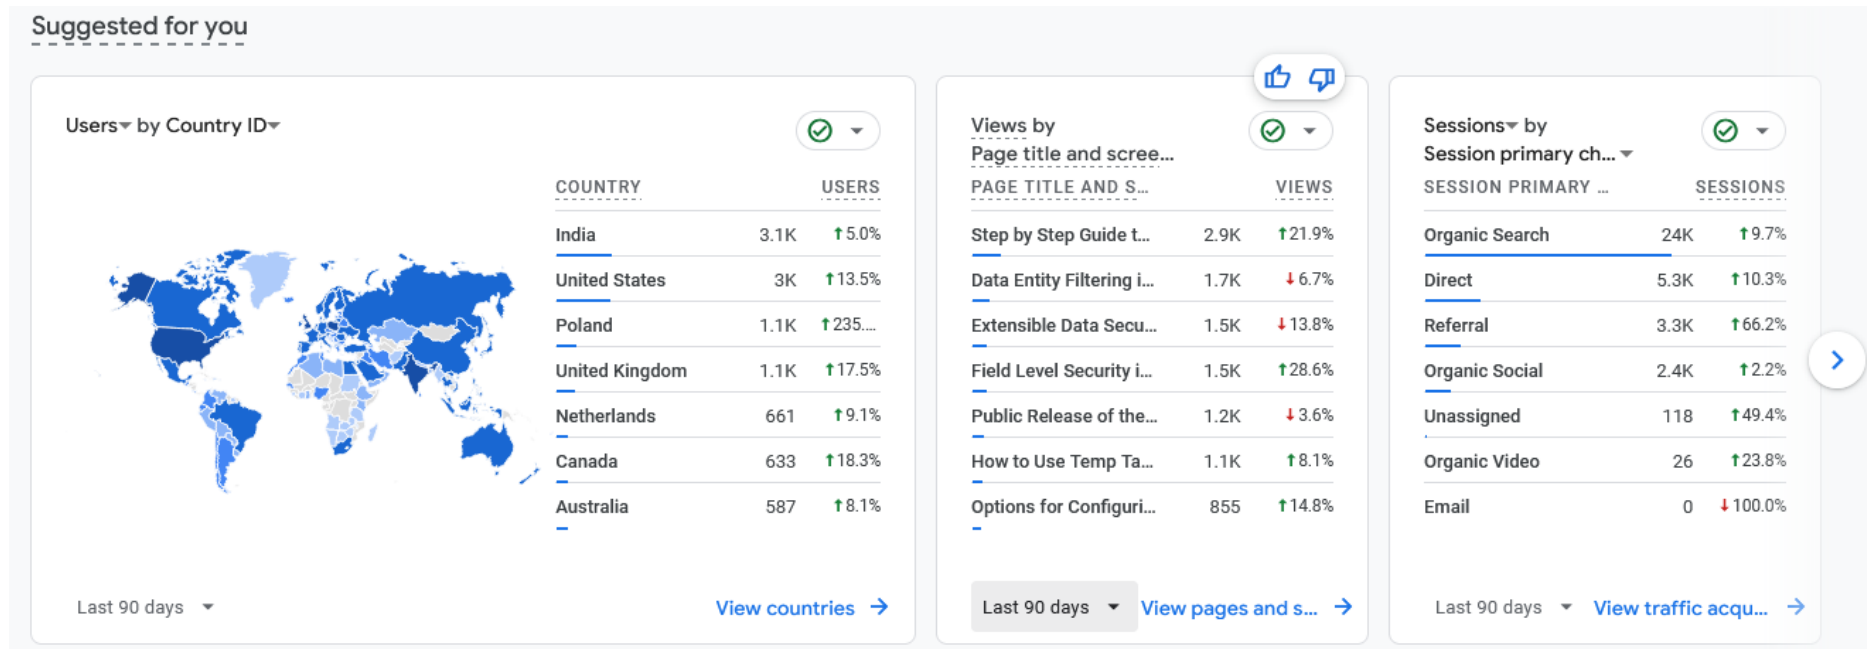 Suggested for you
Users by Country ID
COUNTRY USERS
India 3.1K 5.0%
United States 3K 13.5%
Poland 1.1K 235....
United Kingdom 1.1K 17.5%
Netherlands 661 9.1%
Canada 633 18.3%
Australia 587 8.1%
Last 90 days View countries
Views by
Page title and scree...
PAGE TITLE AND S... VIEWS
Step by Step Guide t... 2.9K 21.9%
Data Entity Filtering i... 1.7K 6.7%
Extensible Data Secu... 1.5K 13.8%
Field Level Security i... 1.5K 28.6%
Public Release of the... 1.2K 3.6%
How to Use Temp Ta... 1.1K 8.1%
Options for Configuri... 855 14.8%
Last 90 days View pages and s...
Sessions by
Session primary ch...
SESSION PRIMARY ... SESSIONS
Organic Search 24K 9.7%
Direct 5.3K 10.3%
Referral 3.3K 66.2%
Organic Social 2.4K 2.2%
Unassigned 118 49.4%
Organic Video 26 23.8%
Email 0 100.0%
Last 90 days View traffic acqu...